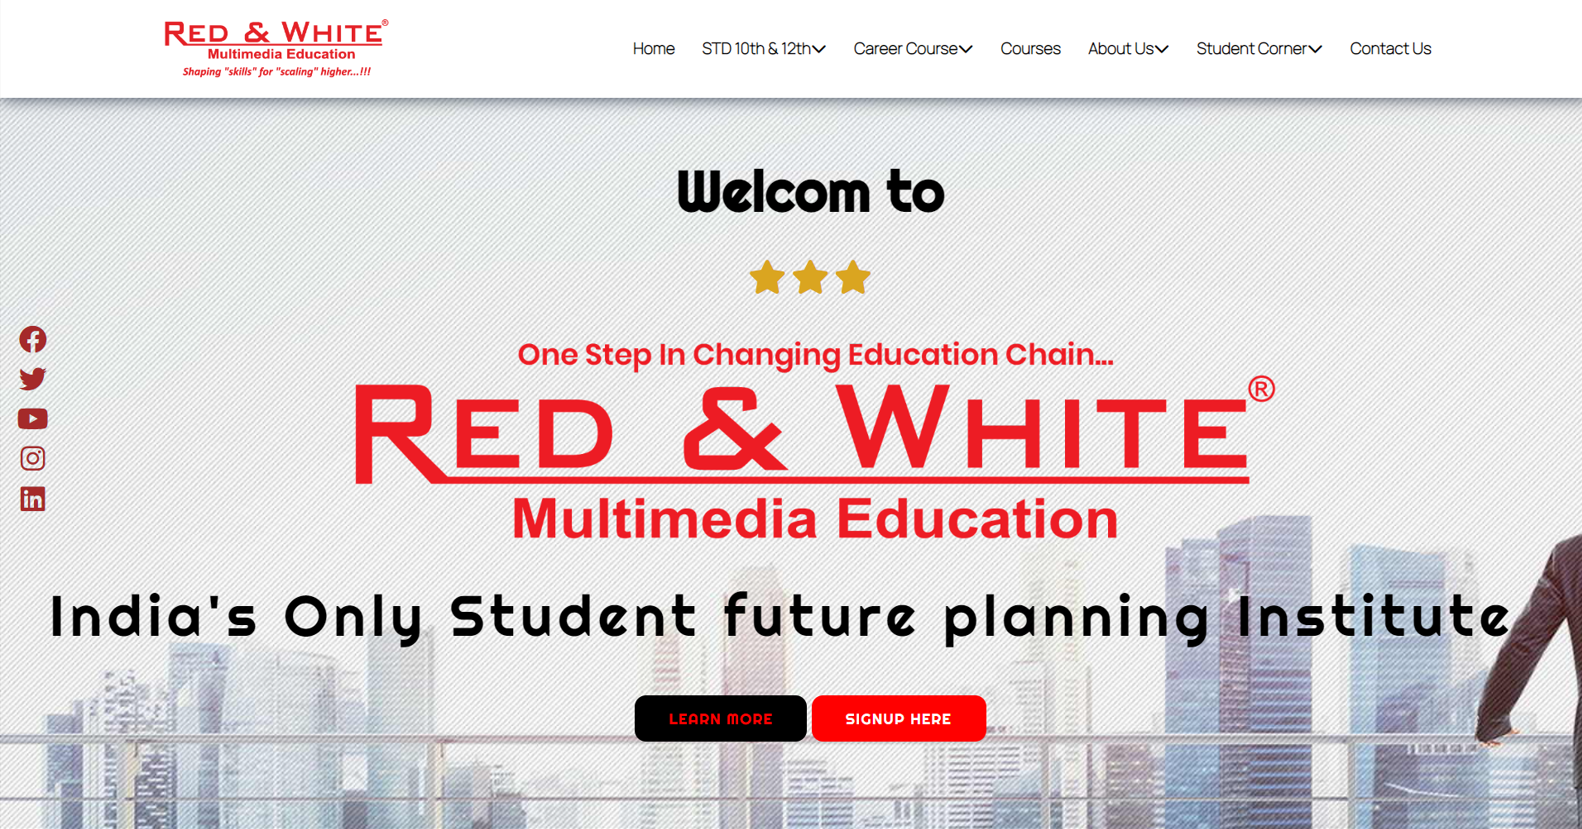 RED & WHITE®
Multimedia Education
Shaping "skills" for "scaling" higher...!!!
Home STD 10th & 12th Career Course Courses About Us Student Corner Contact Us
Welcom to
One Step In Changing Education Chain...
RED & WHITE®
Multimedia Education
India's Only Student future planning Institute
LEARN MORE SIGNUP HERE